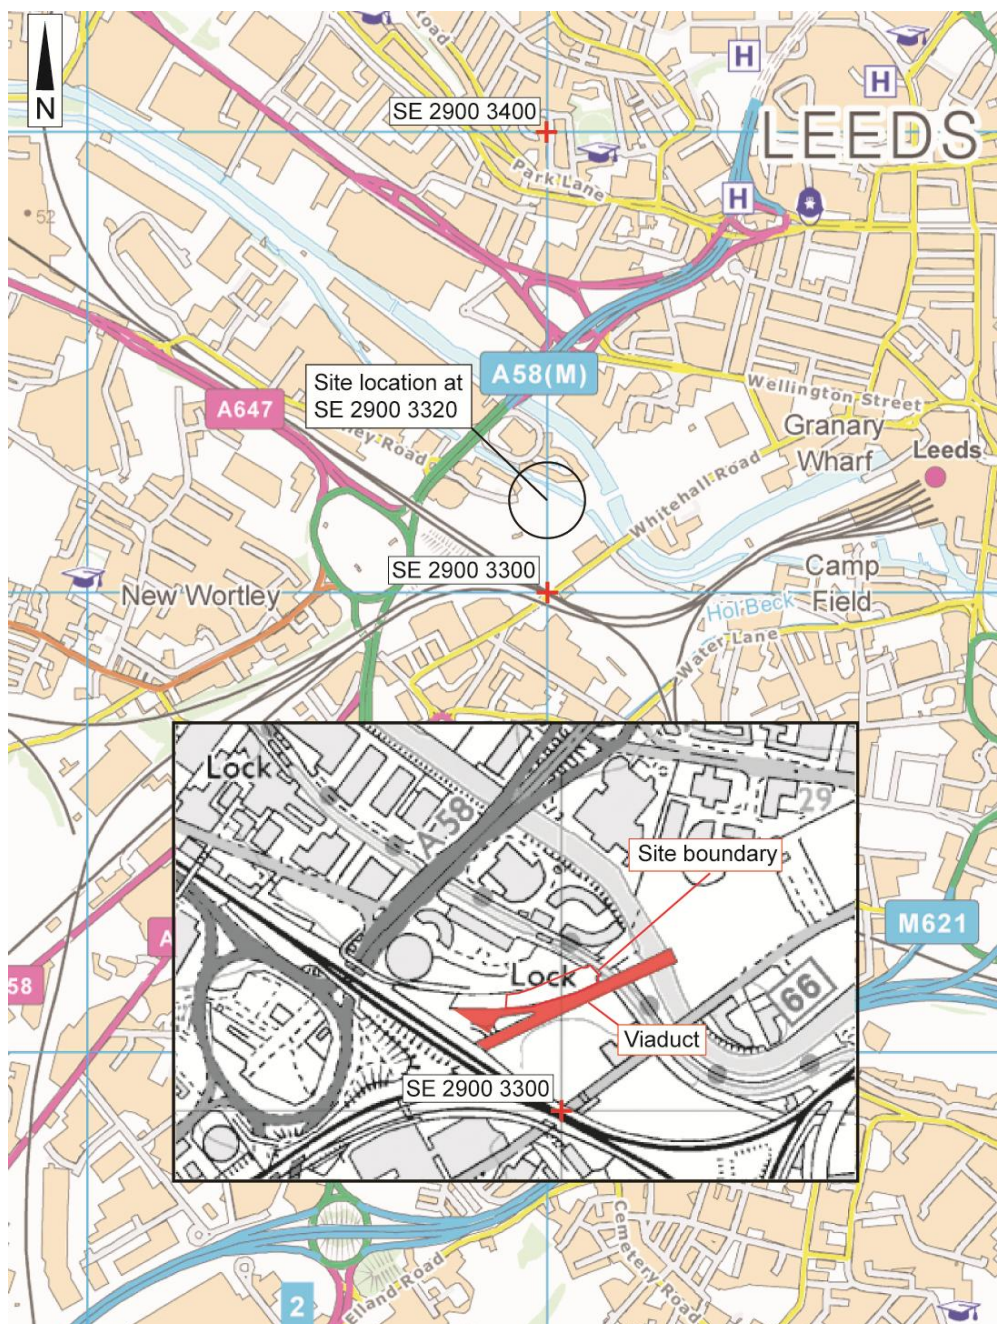 N
Road
H
H
SE 2900 3400
LEEDS
Park Lane
H
52
A58(M)
Site location at
SE 2900 3320
Wellington Street
A647
Granary
Wharf
Leeds
ley Road
Whitehall Road
SE 2900 3300
Camp
Field
New Wortley
Hol Beck
Water Lane
Lock
A 58
29
Site boundary
M621
A
58
Lock
66
Viaduct
SE 2900 3300
2
Elland Road
Cemetery Road